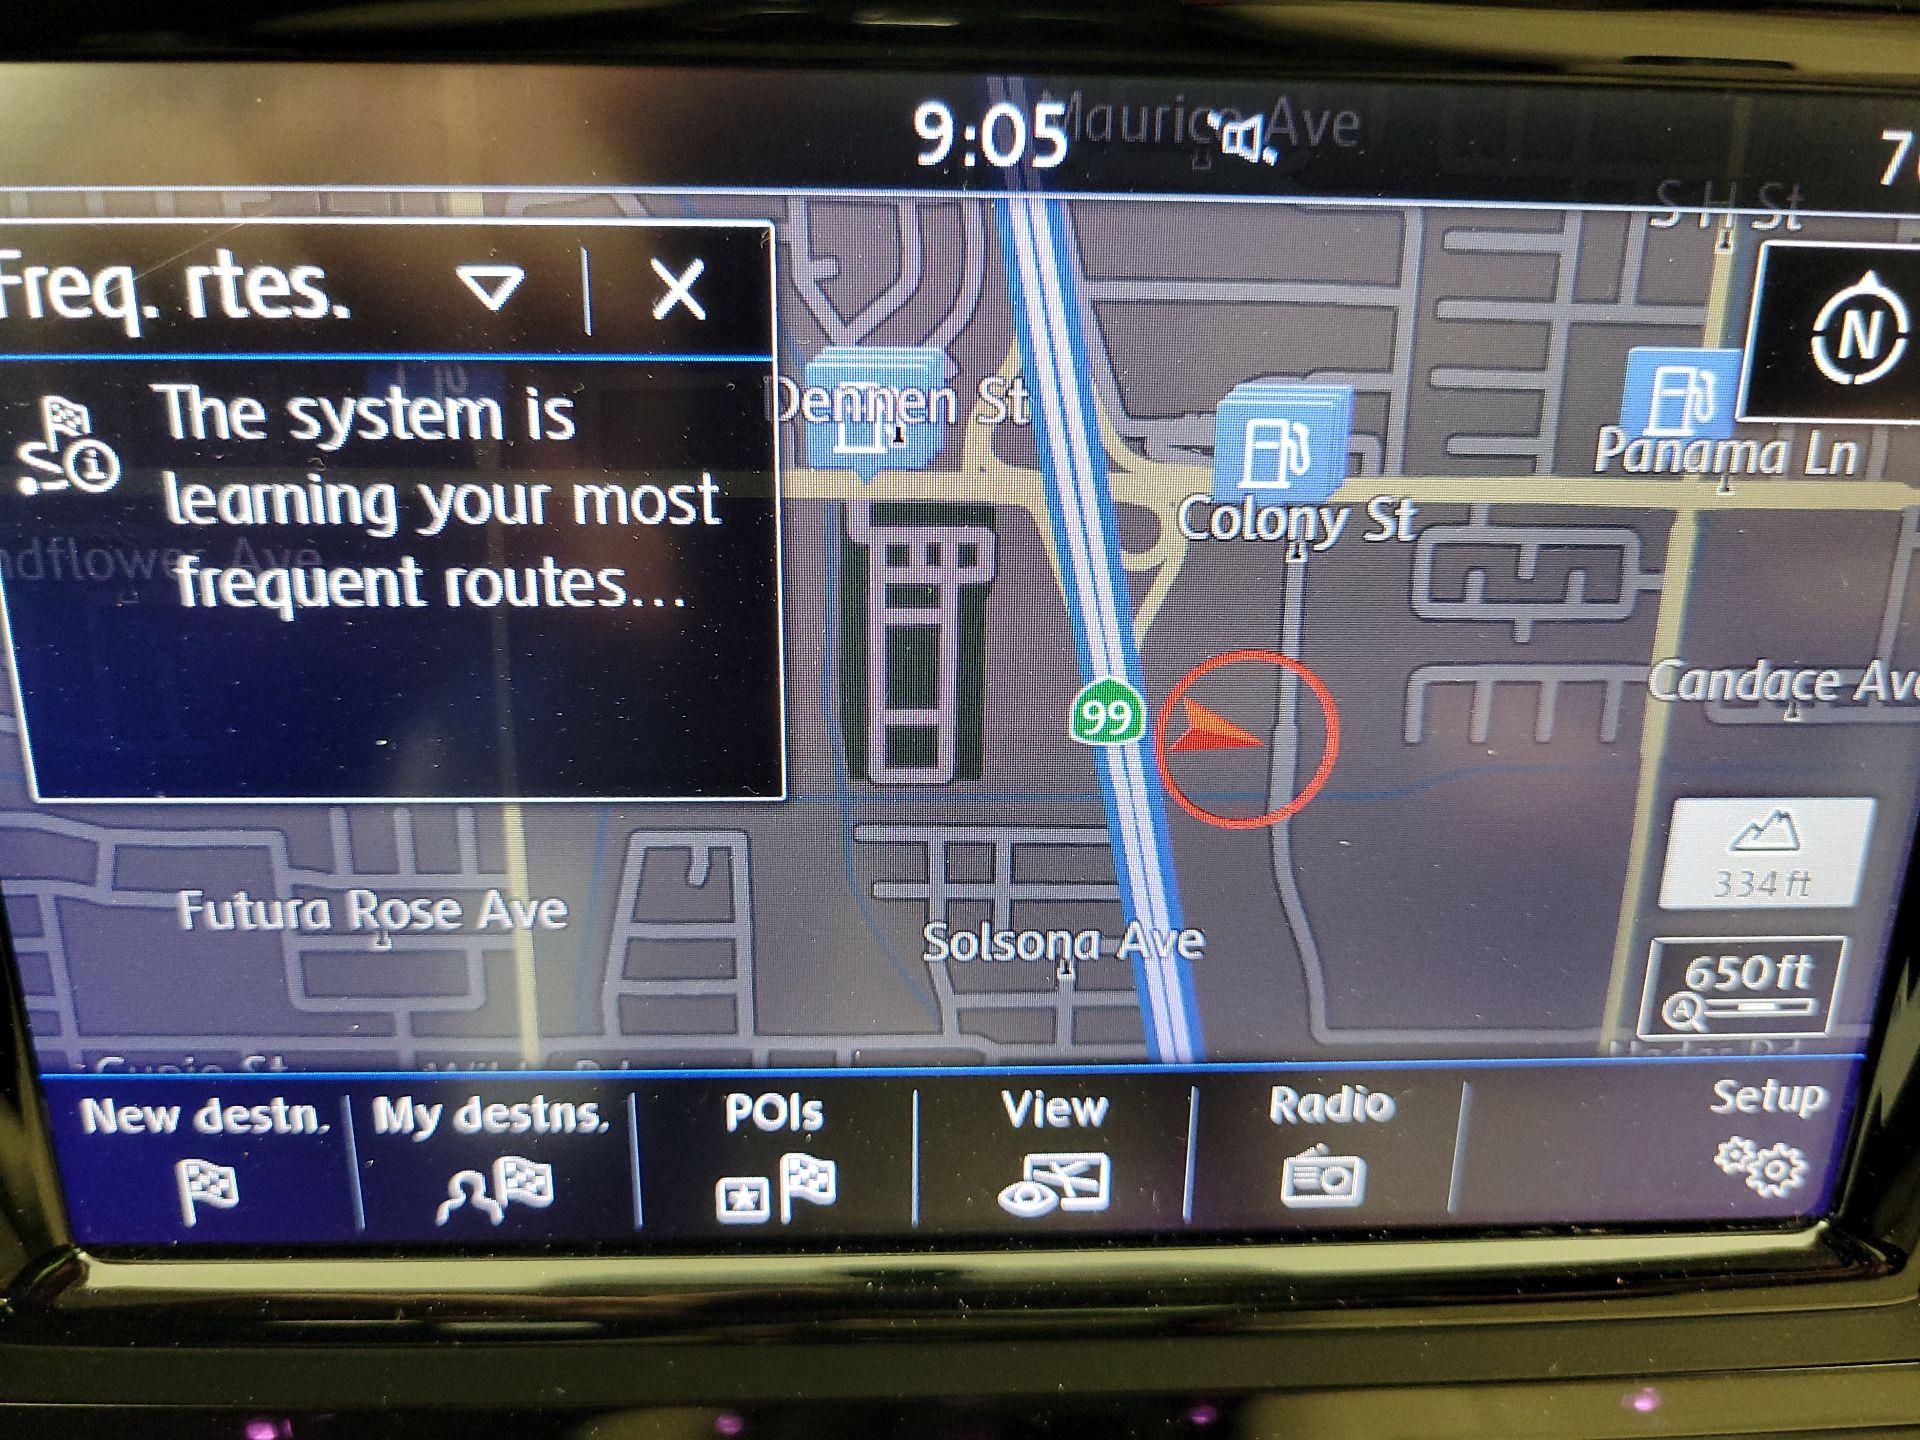 9:05
Maurice Ave
S H St
Freq. rtes.
N
The system is
learning your most
frequent routes...
Dennen St
Panama Ln
Colony St
Candace Ave
99
334 ft
Futura Rose Ave
Solsona Ave
650 ft
A
New destn.
My destns.
POIs
View
Radio
Setup